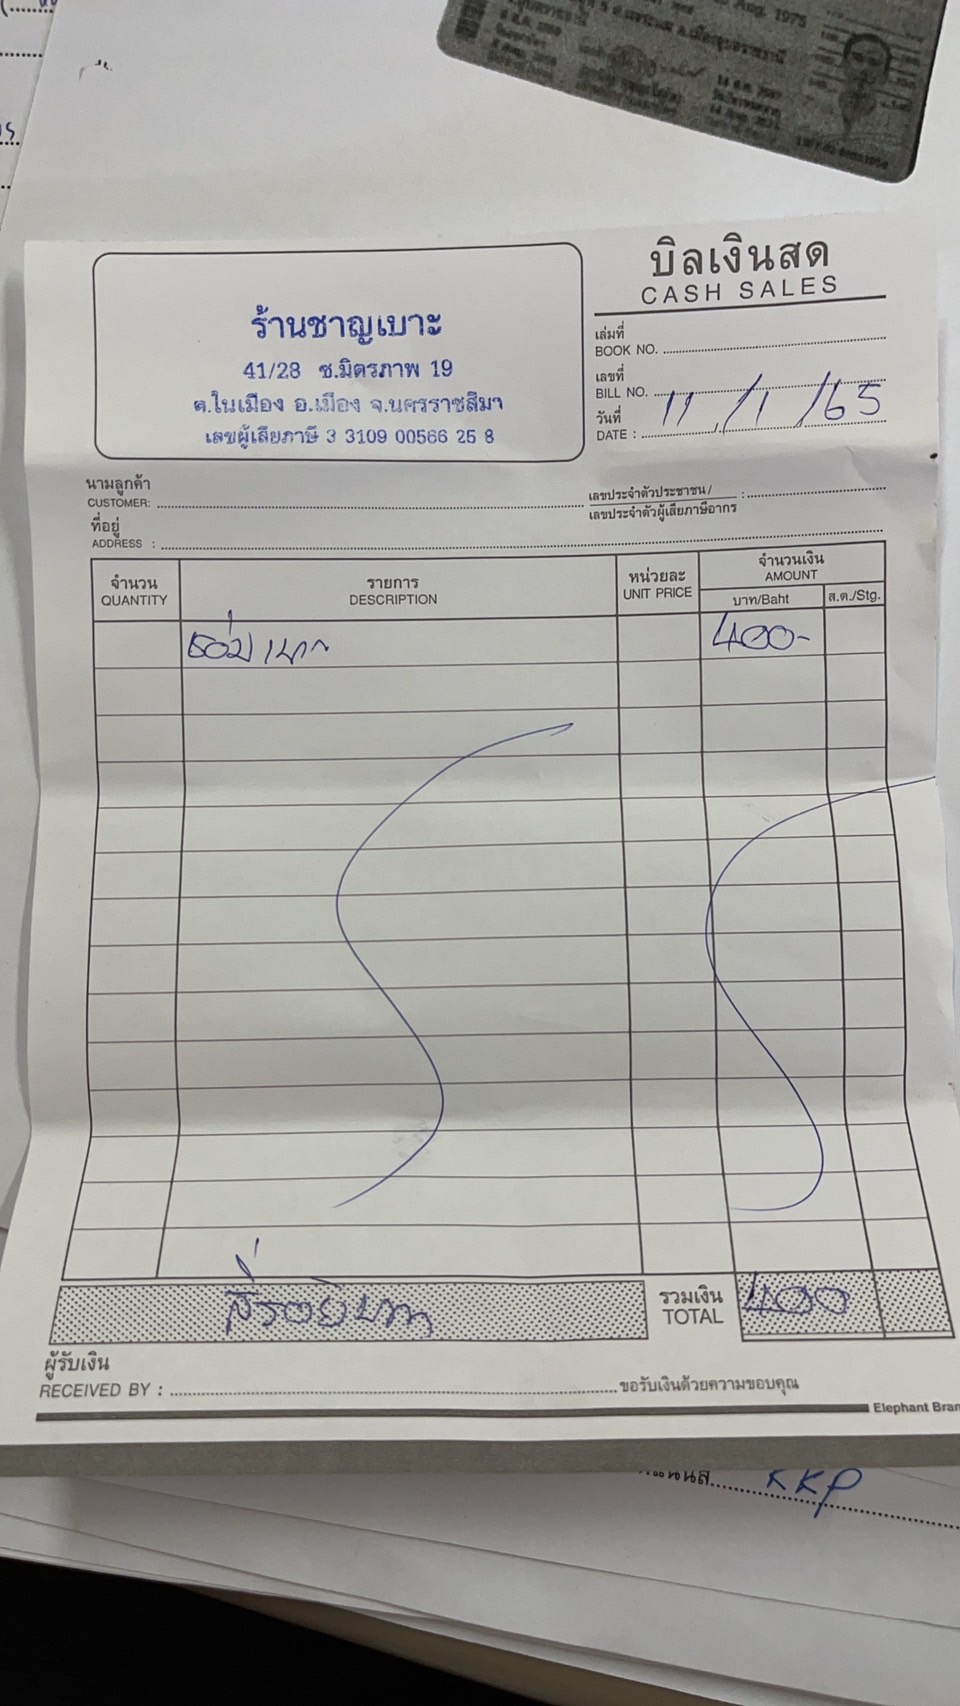 Aug. 1975
บิลเงินสด
CASH SALES
ร้านชาญเบาะ
41/28 ซ.มิตรภาพ 19
ต.ในเมือง อ.เมือง จ.นครราชสีมา
เลขผู้เสียภาษี 3 3109 00566 25 8
เล่มที่
BOOK NO.
เลขที่
BILL NO.
วันที่
DATE : 11/1/65
นามลูกค้า
CUSTOMER:
เลขประจำตัวประชาชน /
เลขประจำตัวผู้เสียภาษีอากร :
ที่อยู่
ADDRESS :
จำนวน รายการ หน่วยละ จำนวนเงิน
QUANTITY DESCRIPTION UNIT PRICE AMOUNT
บาท/Baht ส.ต./Stg.
ซ่อมเบาะ 400-
สี่ร้อยบาท รวมเงิน 400
TOTAL
ผู้รับเงิน
RECEIVED BY : ขอรับเงินด้วยความขอบคุณ
Elephant Bran
KKP